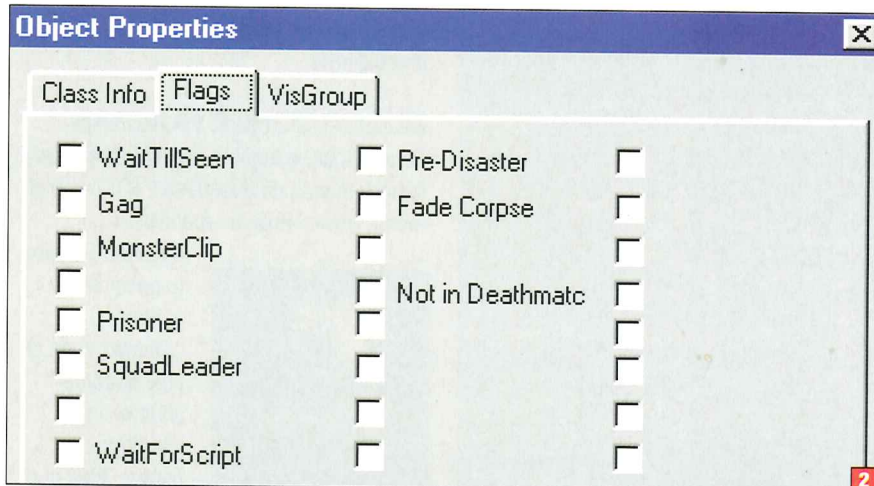 Object Properties
Class Info Flags VisGroup
WaitTillSeen Pre-Disaster
Gag Fade Corpse
MonsterClip
Not in Deathmatc
Prisoner
SquadLeader
WaitForScript
2